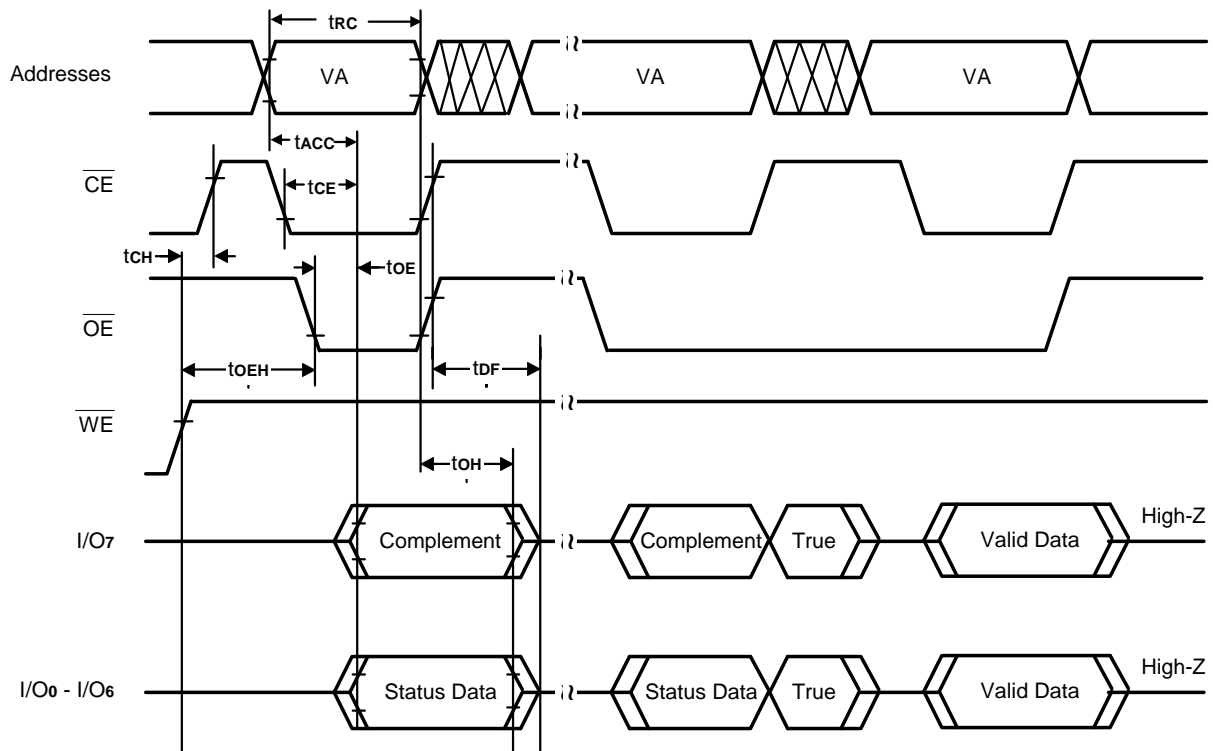 tRC
Addresses VA VA VA
tACC
CE tCE
tCH tOE
OE
tOEH tDF
WE
tOH
I/O7 Complement Complement True Valid Data High-Z
I/O0 - I/O6 Status Data Status Data True Valid Data High-Z